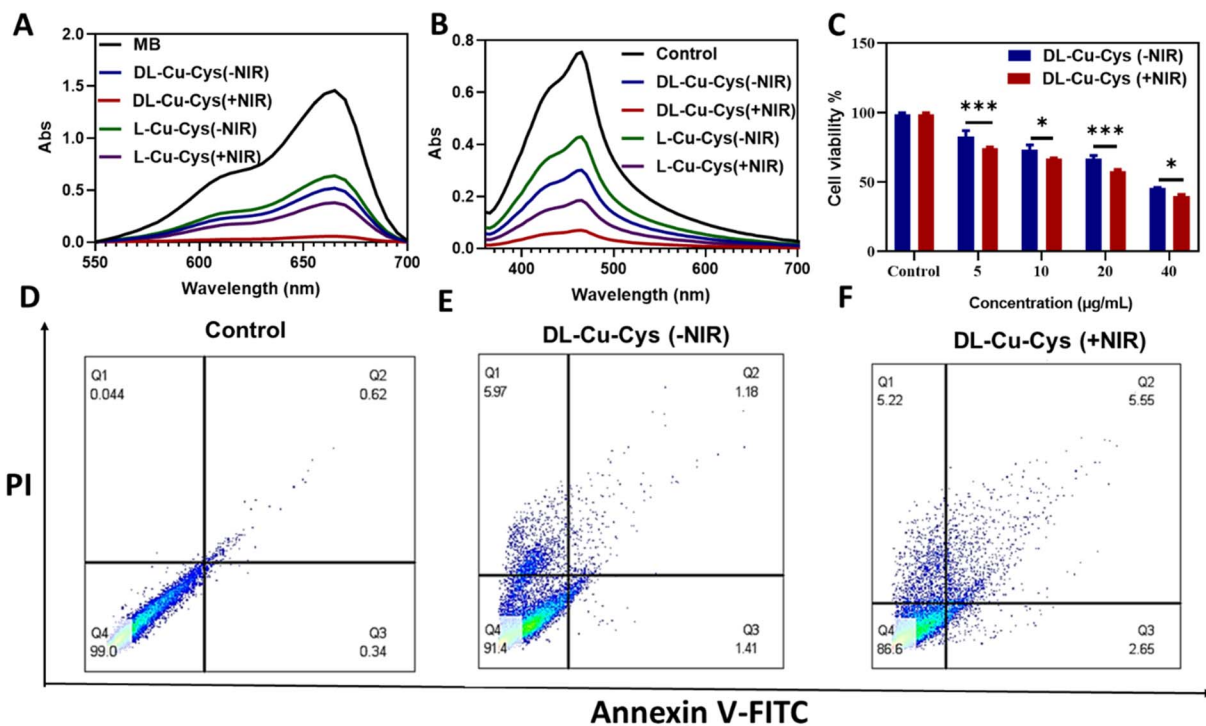 A
2.0
1.5
1.0
0.5
0.0
Abs
MB
DL-Cu-Cys(-NIR)
DL-Cu-Cys(+NIR)
L-Cu-Cys(-NIR)
L-Cu-Cys(+NIR)
550
600
650
700
Wavelength (nm)
B
0.8
0.6
0.4
0.2
0.0
Abs
Control
DL-Cu-Cys(-NIR)
DL-Cu-Cys(+NIR)
L-Cu-Cys(-NIR)
L-Cu-Cys(+NIR)
400
500
600
700
Wavelength (nm)
C
150
100
50
0
Cell viability %
DL-Cu-Cys (-NIR)
DL-Cu-Cys (+NIR)
***
*
***
*
Control
5
10
20
40
Concentration (μg/mL)
D
Control
Q1
0.044
Q2
0.62
Q4
99.0
Q3
0.34
E
DL-Cu-Cys (-NIR)
Q1
5.97
Q2
1.18
Q4
91.4
Q3
1.41
F
DL-Cu-Cys (+NIR)
Q1
5.22
Q2
5.55
Q4
86.6
Q3
2.65
PI
Annexin V-FITC